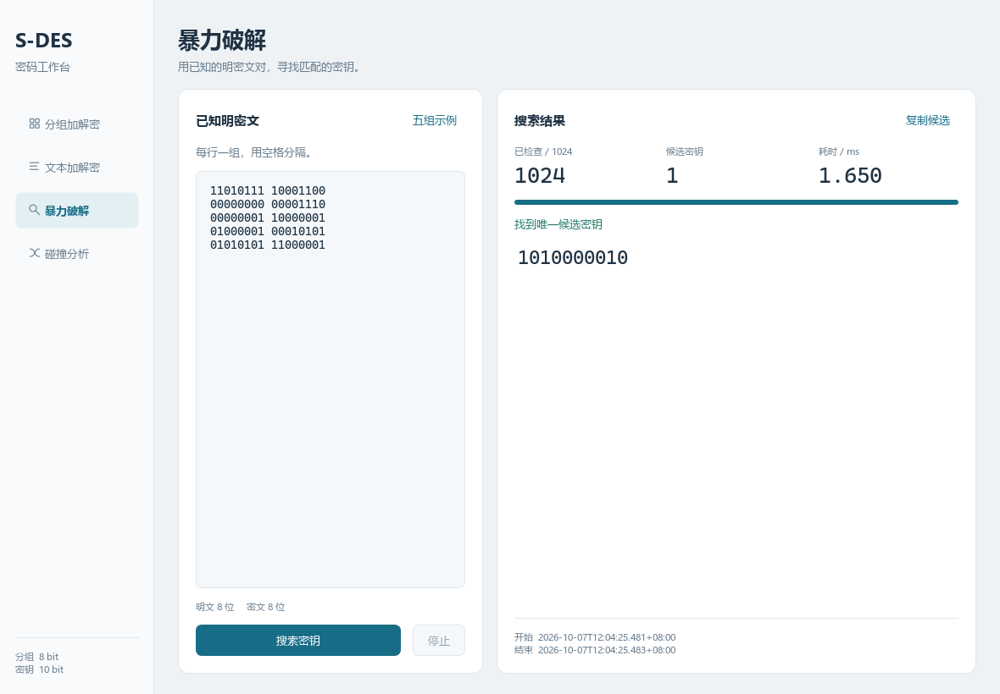 S-DES
密码工作台
分组加解密
文本加解密
暴力破解
碰撞分析
分组 8 bit
密钥 10 bit
暴力破解
用已知的明密文对，寻找匹配的密钥。
已知明密文
五组示例
每行一组，用空格分隔。
11010111 10001100
00000000 00001110
00000001 10000001
01000001 00010101
01010101 11000001
明文 8 位 密文 8 位
搜索密钥
停止
搜索结果
复制候选
已检查 / 1024
候选密钥
耗时 / ms
1024
1
1.650
找到唯一候选密钥
1010000010
开始 2026-10-07T12:04:25.481+08:00
结束 2026-10-07T12:04:25.483+08:00